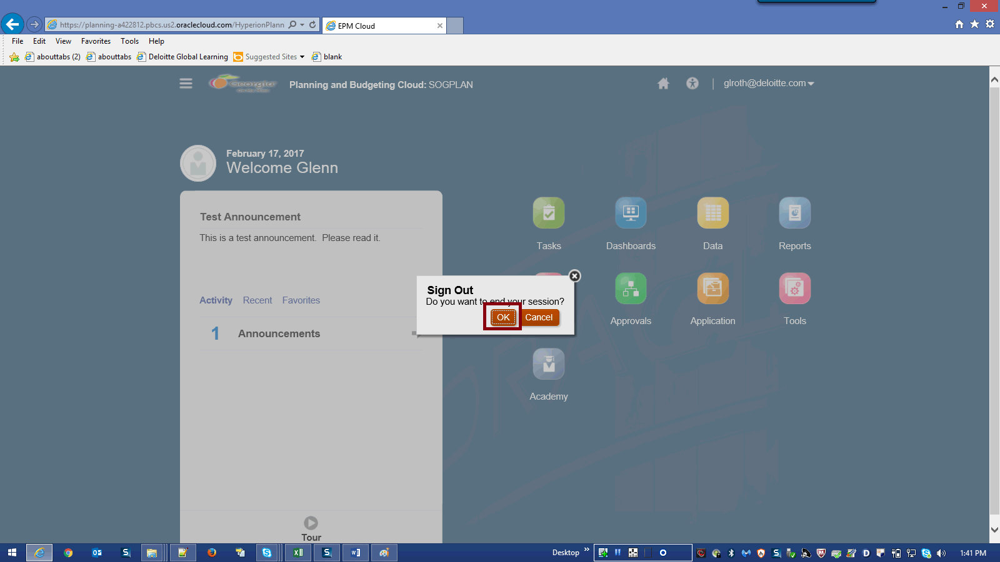 https://planning-a422812.pbcs.us2.oraclecloud.com/HyperionPlann
EPM Cloud
File Edit View Favorites Tools Help
abouttabs (2) abouttabs Deloitte Global Learning Suggested Sites blank
Georgia
Planning and Budgeting Cloud: SOGPLAN
glroth@deloitte.com
February 17, 2017
Welcome Glenn
Test Announcement
This is a test announcement.  Please read it.
Activity Recent Favorites
1 Announcements
Tour
Tasks Dashboards Data Reports
Approvals Application Tools
Academy
Sign Out
Do you want to end your session?
OK Cancel
Desktop
1:41 PM